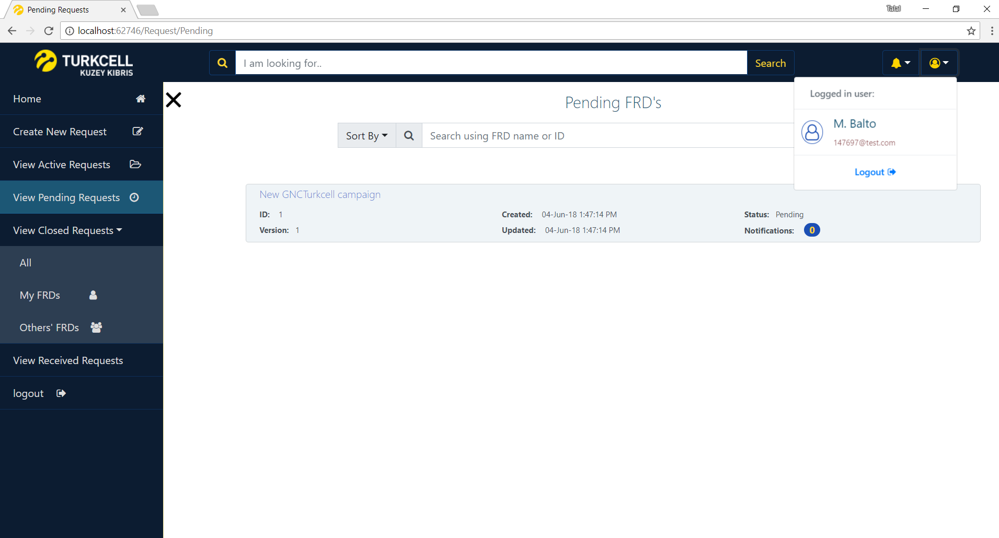 Pending Requests
Talal
localhost:62746/Request/Pending
TURKCELL
KUZEY KIBRIS
I am looking for..
Search
Home
Create New Request
View Active Requests
View Pending Requests
View Closed Requests
All
My FRDs
Others' FRDs
View Received Requests
logout
Pending FRD's
Sort By
Search using FRD name or ID
Logged in user:
M. Balto
147697@test.com
Logout
New GNCTurkcell campaign
ID: 1
Created: 04-Jun-18 1:47:14 PM
Status: Pending
Version: 1
Updated: 04-Jun-18 1:47:14 PM
Notifications: 0